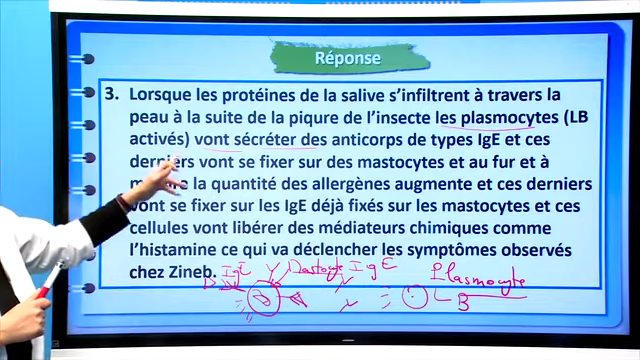 Réponse
3. Lorsque les protéines de la salive s'infiltrent à travers la
peau à la suite de la piqure de l'insecte les plasmocytes (LB
activés) vont sécréter des anticorps de types IgE et ces
derniers vont se fixer sur des mastocytes et au fur et à
la quantité des allergènes augmente et ces derniers
vont se fixer sur les IgE déjà fixés sur les mastocytes et ces
cellules vont libérer des médiateurs chimiques comme
l'histamine ce qui va déclencher les symptômes observés
chez Zineb.
IgE Mastocyte IgE Plasmocyte
B